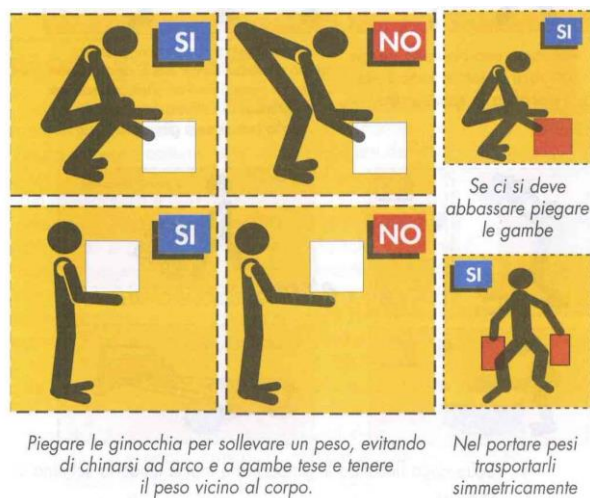 SI
NO
SI
Se ci si deve
abbassare piegare
le gambe
SI
NO
SI
Piegare le ginocchia per sollevare un peso, evitando
di chinarsi ad arco e a gambe tese e tenere
il peso vicino al corpo.
Nel portare pesi
trasportarli
simmetricamente